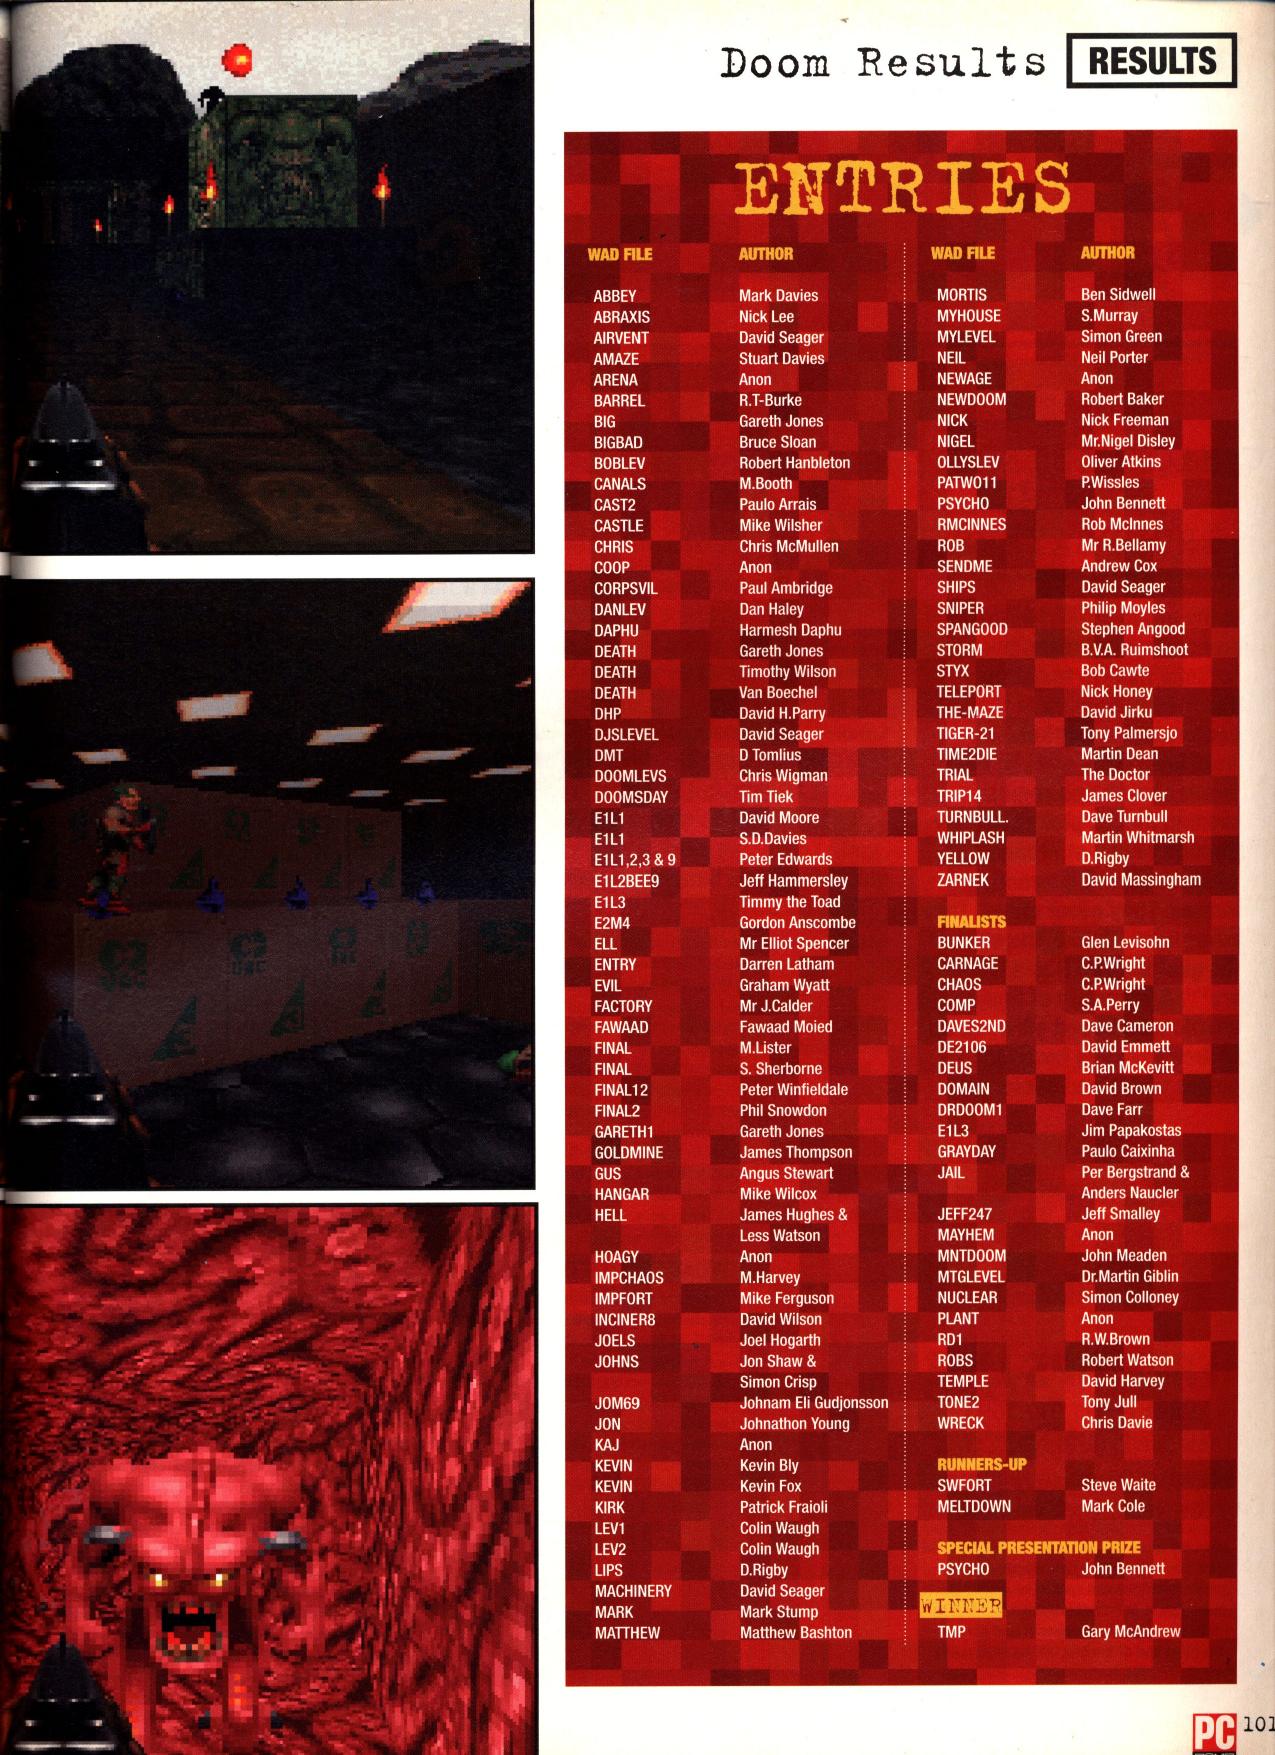 Doom Results RESULTS
ENTRIES
WAD FILE AUTHOR
ABBEY Mark Davies
ABRAXIS Nick Lee
AIRVENT David Seager
AMAZE Stuart Davies
ARENA Anon
BARREL R.T-Burke
BIG Gareth Jones
BIGBAD Bruce Sloan
BOBLEV Robert Hanbleton
CANALS M.Booth
CAST2 Paulo Arrais
CASTLE Mike Wilsher
CHRIS Chris McMullen
COOP Anon
CORPSVIL Paul Ambridge
DANLEV Dan Haley
DAPHU Harmesh Daphu
DEATH Gareth Jones
DEATH Timothy Wilson
DEATH Van Boechel
DHP David H.Parry
DJSLEVEL David Seager
DMT D Tomlius
DOOMLEVS Chris Wigman
DOOMSDAY Tim Tiek
E1L1 David Moore
E1L1 S.D.Davies
E1L1,2,3 & 9 Peter Edwards
E1L2BEE9 Jeff Hammersley
E1L3 Timmy the Toad
E2M4 Gordon Anscombe
ELL Mr Elliot Spencer
ENTRY Darren Latham
EVIL Graham Wyatt
FACTORY Mr J.Calder
FAWAAD Fawaad Moied
FINAL M.Lister
FINAL S. Sherborne
FINAL12 Peter Winfieldale
FINAL2 Phil Snowdon
GARETH1 Gareth Jones
GOLDMINE James Thompson
GUS Angus Stewart
HANGAR Mike Wilcox
HELL James Hughes &
Less Watson
HOAGY Anon
IMPCHAOS M.Harvey
IMPFORT Mike Ferguson
INCINER8 David Wilson
JOELS Joel Hogarth
JOHNS Jon Shaw &
Simon Crisp
JOM69 Johnam Eli Gudjonsson
JON Johnathon Young
KAJ Anon
KEVIN Kevin Bly
KEVIN Kevin Fox
KIRK Patrick Fraioli
LEV1 Colin Waugh
LEV2 Colin Waugh
LIPS D.Rigby
MACHINERY David Seager
MARK Mark Stump
MATTHEW Matthew Bashton
WAD FILE AUTHOR
MORTIS Ben Sidwell
MYHOUSE S.Murray
MYLEVEL Simon Green
NEIL Neil Porter
NEWAGE Anon
NEWDOOM Robert Baker
NICK Nick Freeman
NIGEL Mr.Nigel Disley
OLLYSLEV Oliver Atkins
PATWO11 P.Wissles
PSYCHO John Bennett
RMCINNES Rob McInnes
ROB Mr R.Bellamy
SENDME Andrew Cox
SHIPS David Seager
SNIPER Philip Moyles
SPANGOOD Stephen Angood
STORM B.V.A. Ruimshoot
STYX Bob Cawte
TELEPORT Nick Honey
THE-MAZE David Jirku
TIGER-21 Tony Palmersjo
TIME2DIE Martin Dean
TRIAL The Doctor
TRIP14 James Clover
TURNBULL. Dave Turnbull
WHIPLASH Martin Whitmarsh
YELLOW D.Rigby
ZARNEK David Massingham
FINALISTS
BUNKER Glen Levisohn
CARNAGE C.P.Wright
CHAOS C.P.Wright
COMP S.A.Perry
DAVES2ND Dave Cameron
DE2106 David Emmett
DEUS Brian McKevitt
DOMAIN David Brown
DRDOOM1 Dave Farr
E1L3 Jim Papakostas
GRAYDAY Paulo Caixinha
JAIL Per Bergstrand &
Anders Naucler
JEFF247 Jeff Smalley
MAYHEM Anon
MNTDOOM John Meaden
MTGLEVEL Dr.Martin Giblin
NUCLEAR Simon Colloney
PLANT Anon
RD1 R.W.Brown
ROBS Robert Watson
TEMPLE David Harvey
TONE2 Tony Jull
WRECK Chris Davie
RUNNERS-UP
SWFORT Steve Waite
MELTDOWN Mark Cole
SPECIAL PRESENTATION PRIZE
PSYCHO John Bennett
WINNER
TMP Gary McAndrew
PC 101